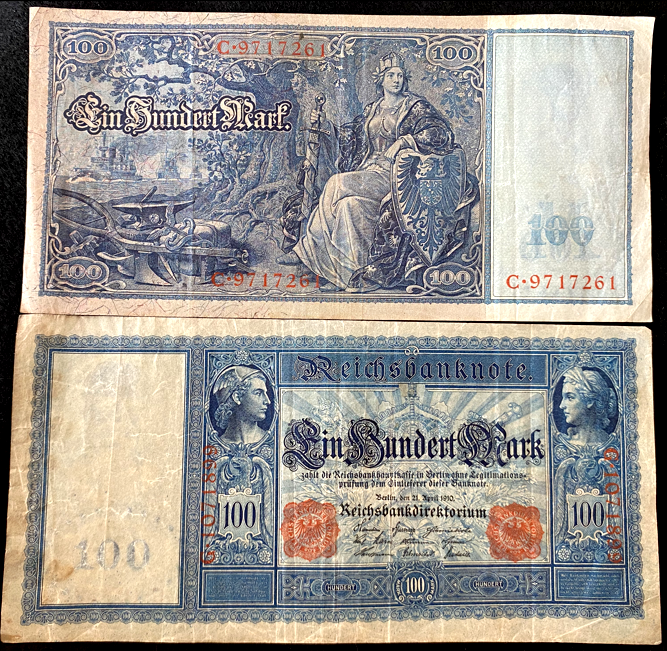 100 C·9717261 100
Ein Hundert Mark.
100
100 C·9717261 100 C·9717261
Reichsbanknote.
Ein Hundert Mark
zahlt die Reichsbankhauptkasse in Berlin ohne Legitimations-
prüfung dem Einlieferer dieser Banknote.
Berlin, den 21. April 1910.
Reichsbankdirektorium
100 100
100
HUNDERT 100 HUNDERT